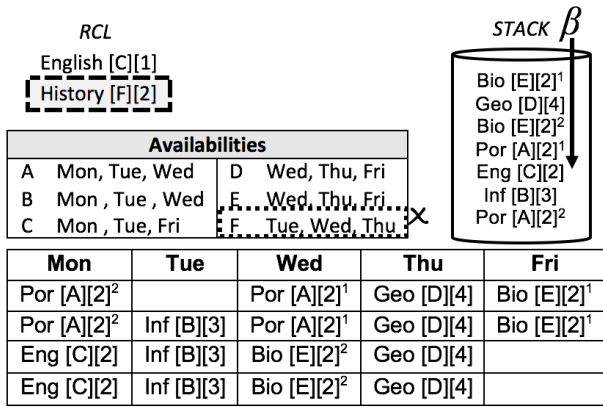 RCL
English [C][1]
History [F][2]
STACK β
Bio [E][2]¹
Geo [D][4]
Bio [E][2]²
Por [A][2]¹
Eng [C][2]
Inf [B][3]
Por [A][2]²
Availabilities
A Mon, Tue, Wed D Wed, Thu, Fri
B Mon , Tue , Wed E Wed, Thu, Fri
C Mon , Tue, Fri F Tue, Wed, Thu X
Mon Tue Wed Thu Fri
Por [A][2]² Por [A][2]¹ Geo [D][4] Bio [E][2]¹
Por [A][2]² Inf [B][3] Por [A][2]¹ Geo [D][4] Bio [E][2]¹
Eng [C][2] Inf [B][3] Bio [E][2]² Geo [D][4]
Eng [C][2] Inf [B][3] Bio [E][2]² Geo [D][4]